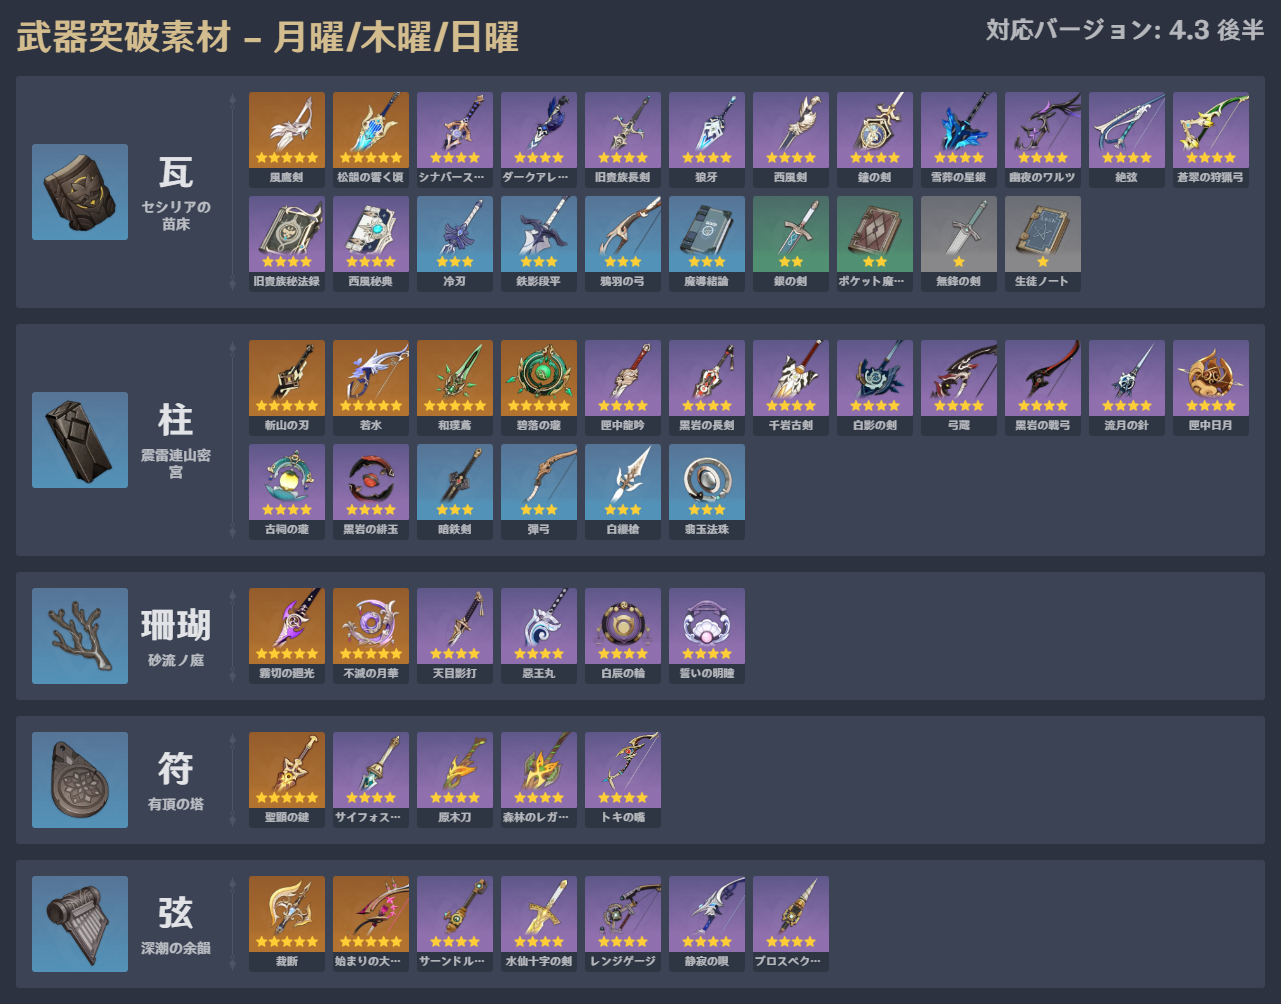 武器突破素材 – 月曜/木曜/日曜
対応バージョン: 4.3 後半
瓦
セシリアの
苗床
風鷹剣
松韻の響く頃
シナバース…
ダークアレ…
旧貴族長剣
狼牙
西風剣
鐘の剣
雪葬の星銀
幽夜のワルツ
絶弦
蒼翠の狩猟弓
旧貴族秘法録
西風秘典
冷刃
鉄影段平
鴉羽の弓
魔導緒論
銀の剣
ポケット魔…
無鋒の剣
生徒ノート
柱
震雷連山密
宮
斬山の刃
若水
和璞鳶
碧落の瓏
匣中龍吟
黒岩の長剣
千岩古剣
白影の剣
弓蔵
黒岩の戦弓
流月の針
匣中日月
古祠の瓏
黒岩の緋玉
暗鉄剣
弾弓
白纓槍
翡玉法珠
珊瑚
砂流ノ庭
霧切の廻光
不滅の月華
天目影打
惡王丸
白辰の輪
誓いの明瞳
符
有頂の塔
聖顕の鍵
サイフォス…
原木刀
森林のレガ…
トキの嘴
弦
深潮の余韻
裁断
始まりの大…
サーンドル…
水仙十字の剣
レンジゲージ
静寂の唄
プロスペク…